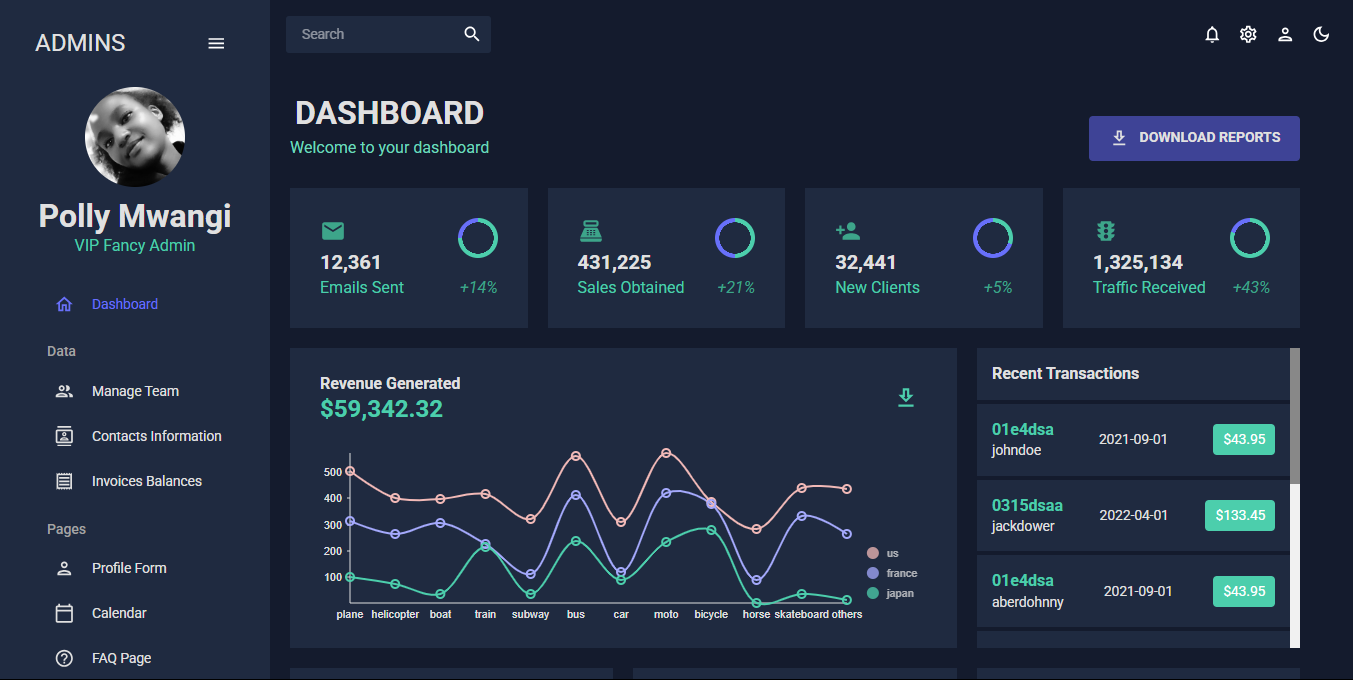 ADMINS
Search
Polly Mwangi
VIP Fancy Admin
Dashboard
Data
Manage Team
Contacts Information
Invoices Balances
Pages
Profile Form
Calendar
FAQ Page
DASHBOARD
Welcome to your dashboard
DOWNLOAD REPORTS
12,361
Emails Sent +14%
431,225
Sales Obtained +21%
32,441
New Clients +5%
1,325,134
Traffic Received +43%
Revenue Generated
$59,342.32
500
400
300
200
100
plane helicopter boat train subway bus car moto bicycle horse skateboard others
us
france
japan
Recent Transactions
01e4dsa
johndoe
2021-09-01
$43.95
0315dsaa
jackdower
2022-04-01
$133.45
01e4dsa
aberdohnny
2021-09-01
$43.95